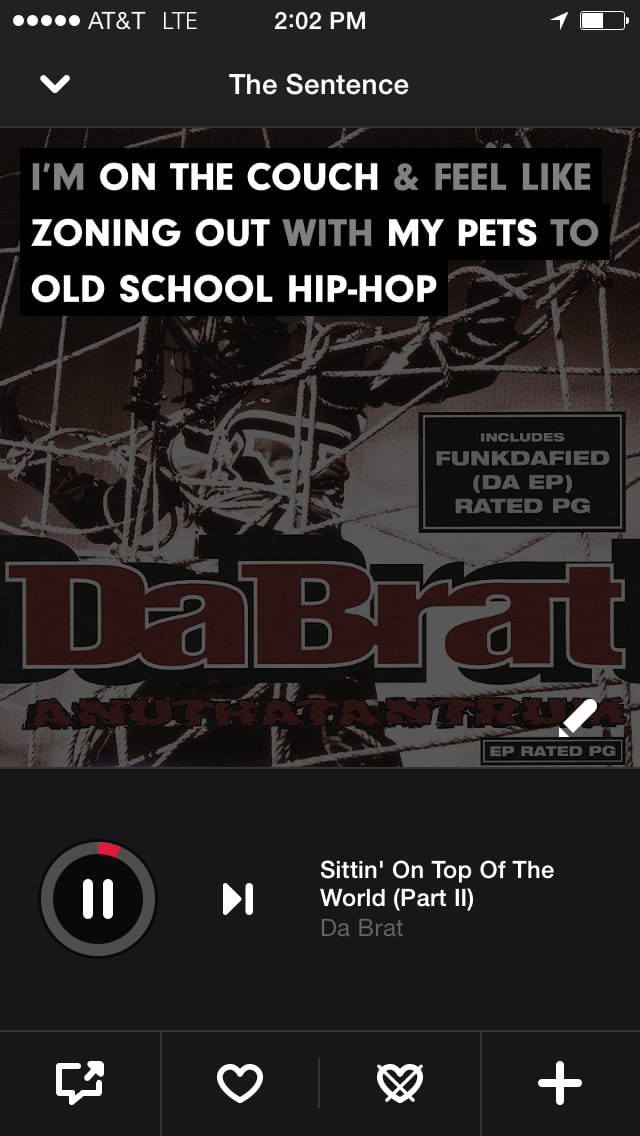 AT&T LTE 2:02 PM
The Sentence
I'M ON THE COUCH & FEEL LIKE
ZONING OUT WITH MY PETS TO
OLD SCHOOL HIP-HOP
INCLUDES
FUNKDAFIED
(DA EP)
RATED PG
DaBrat
ANUTHATANTRUM
EP RATED PG
Sittin' On Top Of The
World (Part II)
Da Brat